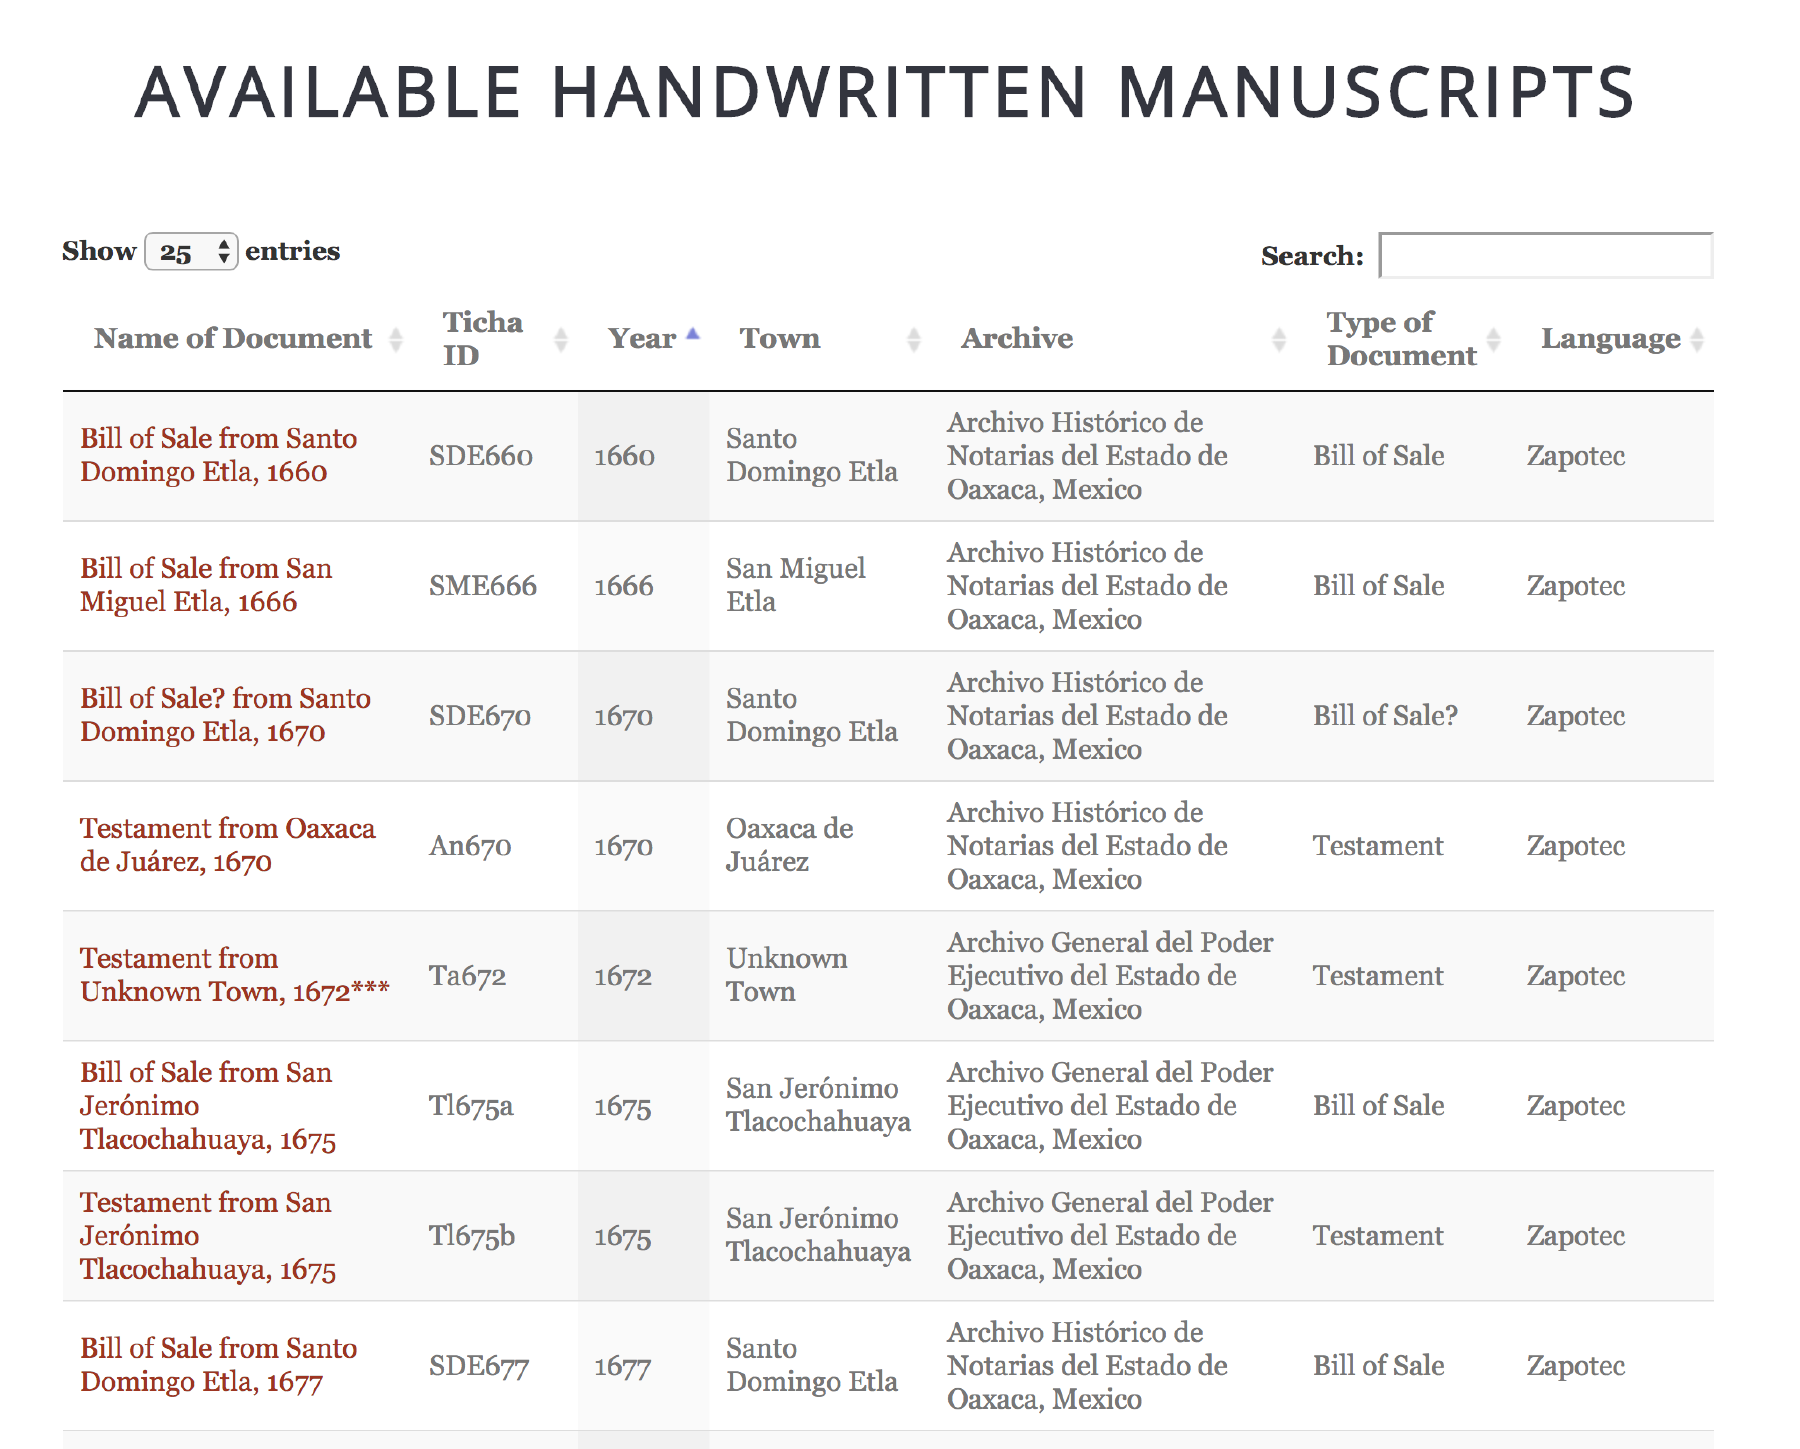 AVAILABLE HANDWRITTEN MANUSCRIPTS
Show 25 entries
Search:
Name of Document
Ticha
ID
Year
Town
Archive
Type of
Document
Language
Bill of Sale from Santo
Domingo Etla, 1660
SDE660
1660
Santo
Domingo Etla
Archivo Histórico de
Notarias del Estado de
Oaxaca, Mexico
Bill of Sale
Zapotec
Bill of Sale from San
Miguel Etla, 1666
SME666
1666
San Miguel
Etla
Archivo Histórico de
Notarias del Estado de
Oaxaca, Mexico
Bill of Sale
Zapotec
Bill of Sale? from Santo
Domingo Etla, 1670
SDE670
1670
Santo
Domingo Etla
Archivo Histórico de
Notarias del Estado de
Oaxaca, Mexico
Bill of Sale?
Zapotec
Testament from Oaxaca
de Juárez, 1670
An670
1670
Oaxaca de
Juárez
Archivo Histórico de
Notarias del Estado de
Oaxaca, Mexico
Testament
Zapotec
Testament from
Unknown Town, 1672***
Ta672
1672
Unknown
Town
Archivo General del Poder
Ejecutivo del Estado de
Oaxaca, Mexico
Testament
Zapotec
Bill of Sale from San
Jerónimo
Tlacochahuaya, 1675
Tl675a
1675
San Jerónimo
Tlacochahuaya
Archivo General del Poder
Ejecutivo del Estado de
Oaxaca, Mexico
Bill of Sale
Zapotec
Testament from San
Jerónimo
Tlacochahuaya, 1675
Tl675b
1675
San Jerónimo
Tlacochahuaya
Archivo General del Poder
Ejecutivo del Estado de
Oaxaca, Mexico
Testament
Zapotec
Bill of Sale from Santo
Domingo Etla, 1677
SDE677
1677
Santo
Domingo Etla
Archivo Histórico de
Notarias del Estado de
Oaxaca, Mexico
Bill of Sale
Zapotec